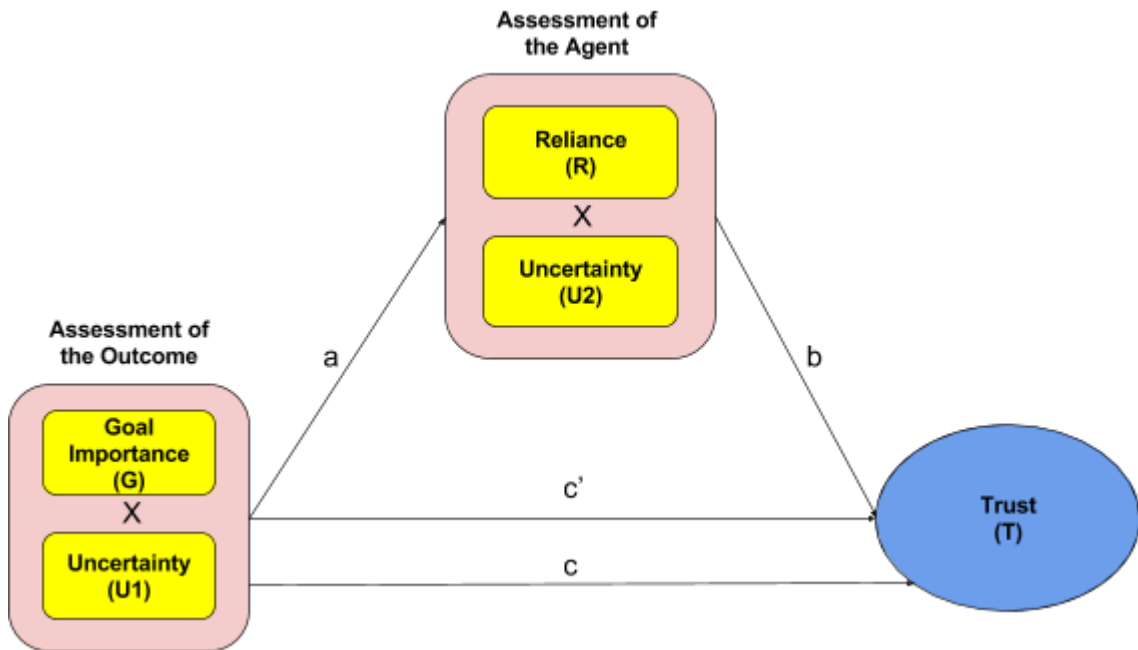 Assessment of
the Agent
Reliance
(R)
X
Uncertainty
(U2)
Assessment of
the Outcome
a
b
Goal
Importance
(G)
X
Uncertainty
(U1)
c'
c
Trust
(T)